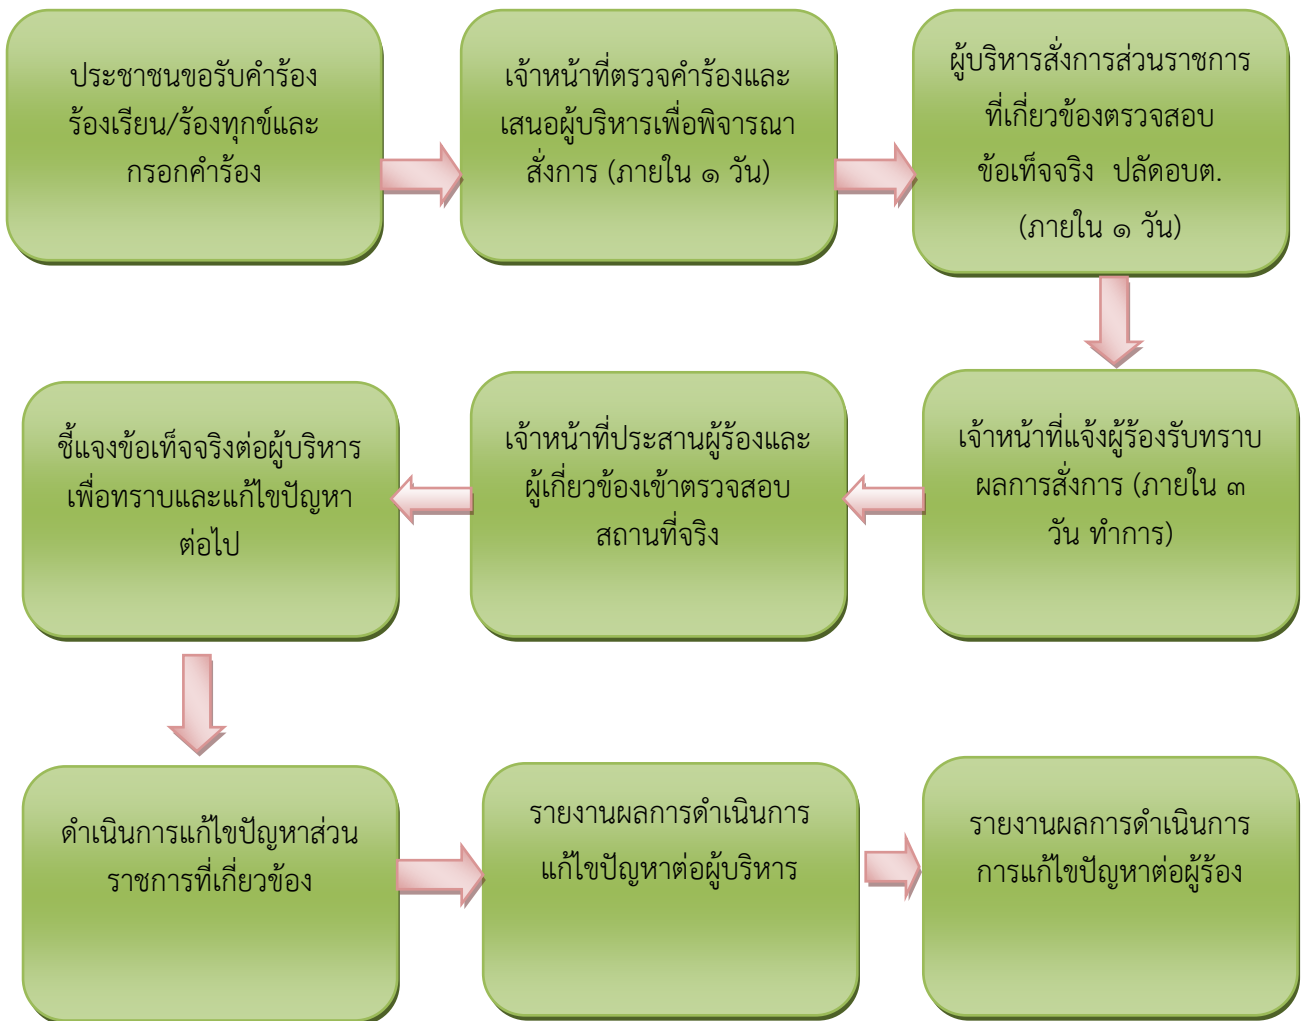 ประชาชนขอรับคำร้อง
ร้องเรียน/ร้องทุกข์และ
กรอกคำร้อง
เจ้าหน้าที่ตรวจคำร้องและ
เสนอผู้บริหารเพื่อพิจารณา
สั่งการ (ภายใน ๑ วัน)
ผู้บริหารสั่งการส่วนราชการ
ที่เกี่ยวข้องตรวจสอบ
ข้อเท็จจริง ปลัดอบต.
(ภายใน ๑ วัน)
เจ้าหน้าที่แจ้งผู้ร้องรับทราบ
ผลการสั่งการ (ภายใน ๓
วัน ทำการ)
เจ้าหน้าที่ประสานผู้ร้องและ
ผู้เกี่ยวข้องเข้าตรวจสอบ
สถานที่จริง
ชี้แจงข้อเท็จจริงต่อผู้บริหาร
เพื่อทราบและแก้ไขปัญหา
ต่อไป
ดำเนินการแก้ไขปัญหาส่วน
ราชการที่เกี่ยวข้อง
รายงานผลการดำเนินการ
แก้ไขปัญหาต่อผู้บริหาร
รายงานผลการดำเนินการ
การแก้ไขปัญหาต่อผู้ร้อง